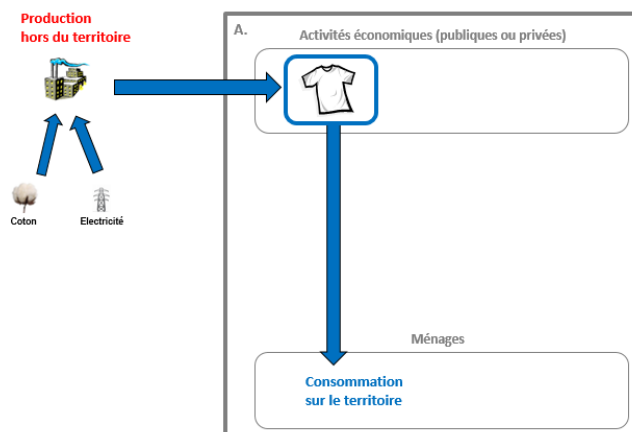 Production
hors du territoire
A.
Activités économiques (publiques ou privées)
Coton
Electricité
Ménages
Consommation
sur le territoire